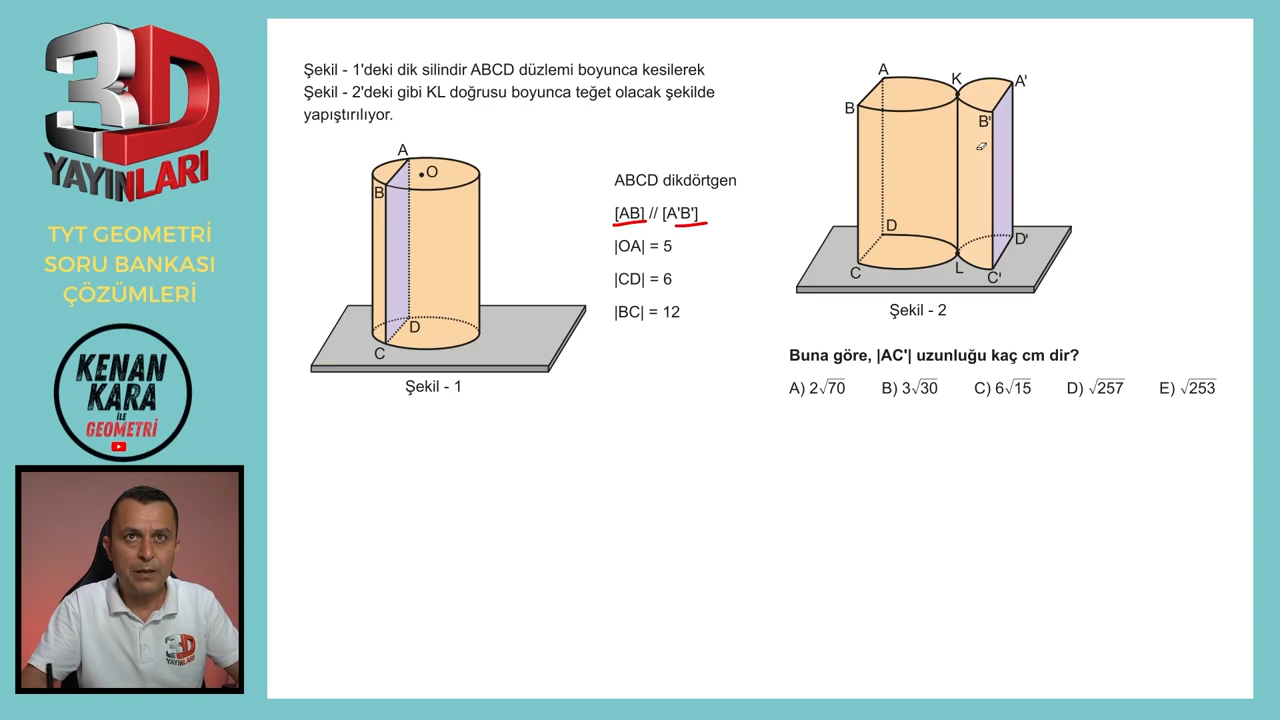 3D
YAYINLARI
TYT GEOMETRİ
SORU BANKASI
ÇÖZÜMLERİ
KENAN
KARA
İLE
GEOMETRİ
3D
YAYINLARI
Şekil - 1'deki dik silindir ABCD düzlemi boyunca kesilerek
Şekil - 2'deki gibi KL doğrusu boyunca teğet olacak şekilde
yapıştırılıyor.
A
O
B
D
C
Şekil - 1
ABCD dikdörtgen
[AB] // [A'B']
|OA| = 5
|CD| = 6
|BC| = 12
A
K
A'
B
B'
D
D'
C
L
C'
Şekil - 2
Buna göre, |AC'| uzunluğu kaç cm dir?
A) 2√70 B) 3√30 C) 6√15 D) √257 E) √253